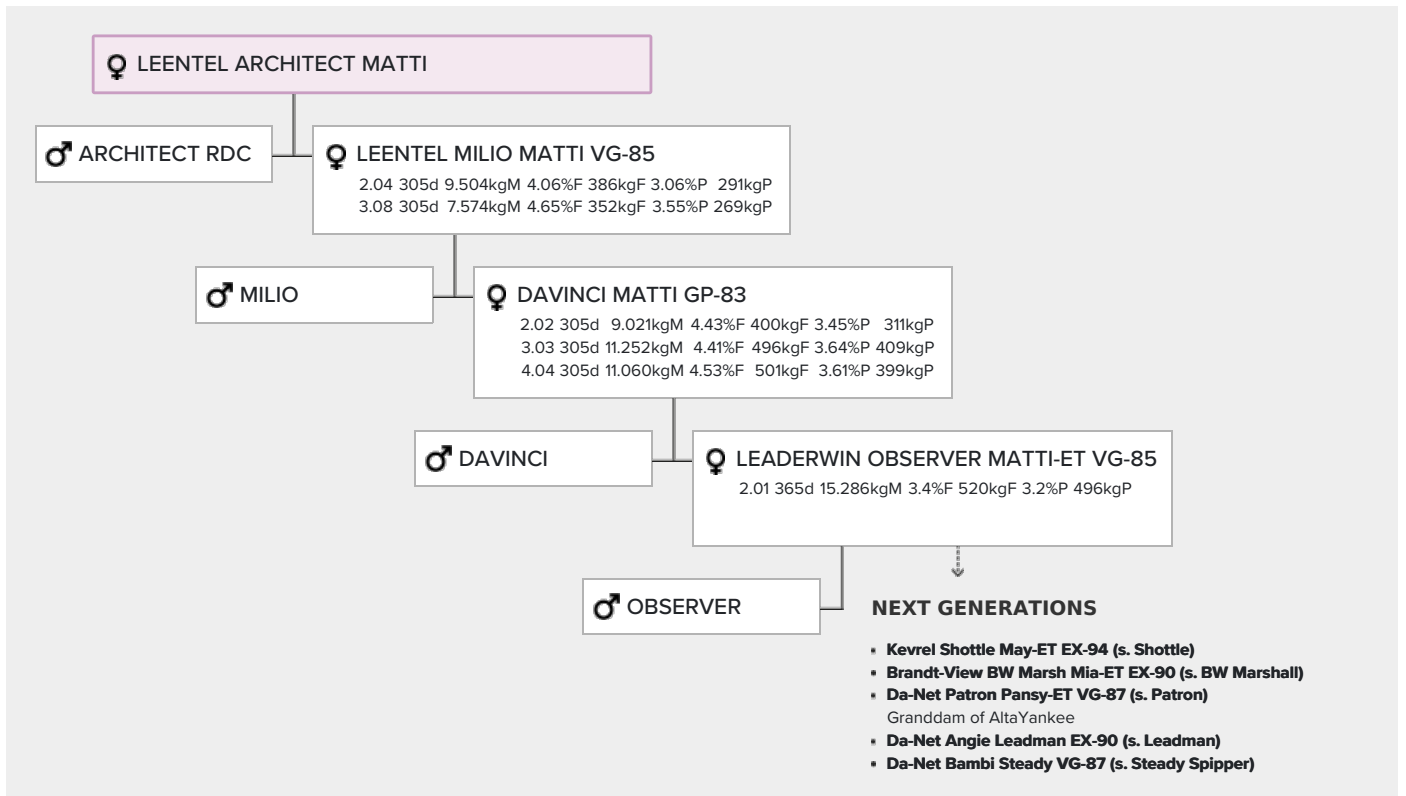 LEENTEL ARCHITECT MATTI
ARCHITECT RDC
LEENTEL MILIO MATTI VG-85
2.04 305d 9.504kgM 4.06%F 386kgF 3.06%P 291kgP
3.08 305d 7.574kgM 4.65%F 352kgF 3.55%P 269kgP
MILIO
DAVINCI MATTI GP-83
2.02 305d 9.021kgM 4.43%F 400kgF 3.45%P 311kgP
3.03 305d 11.252kgM 4.41%F 496kgF 3.64%P 409kgP
4.04 305d 11.060kgM 4.53%F 501kgF 3.61%P 399kgP
DAVINCI
LEADERWIN OBSERVER MATTI-ET VG-85
2.01 365d 15.286kgM 3.4%F 520kgF 3.2%P 496kgP
OBSERVER
NEXT GENERATIONS
• Kevrel Shottle May-ET EX-94 (s. Shottle)
• Brandt-View BW Marsh Mia-ET EX-90 (s. BW Marshall)
• Da-Net Patron Pansy-ET VG-87 (s. Patron)
Granddam of AltaYankee
• Da-Net Angie Leadman EX-90 (s. Leadman)
• Da-Net Bambi Steady VG-87 (s. Steady Spipper)